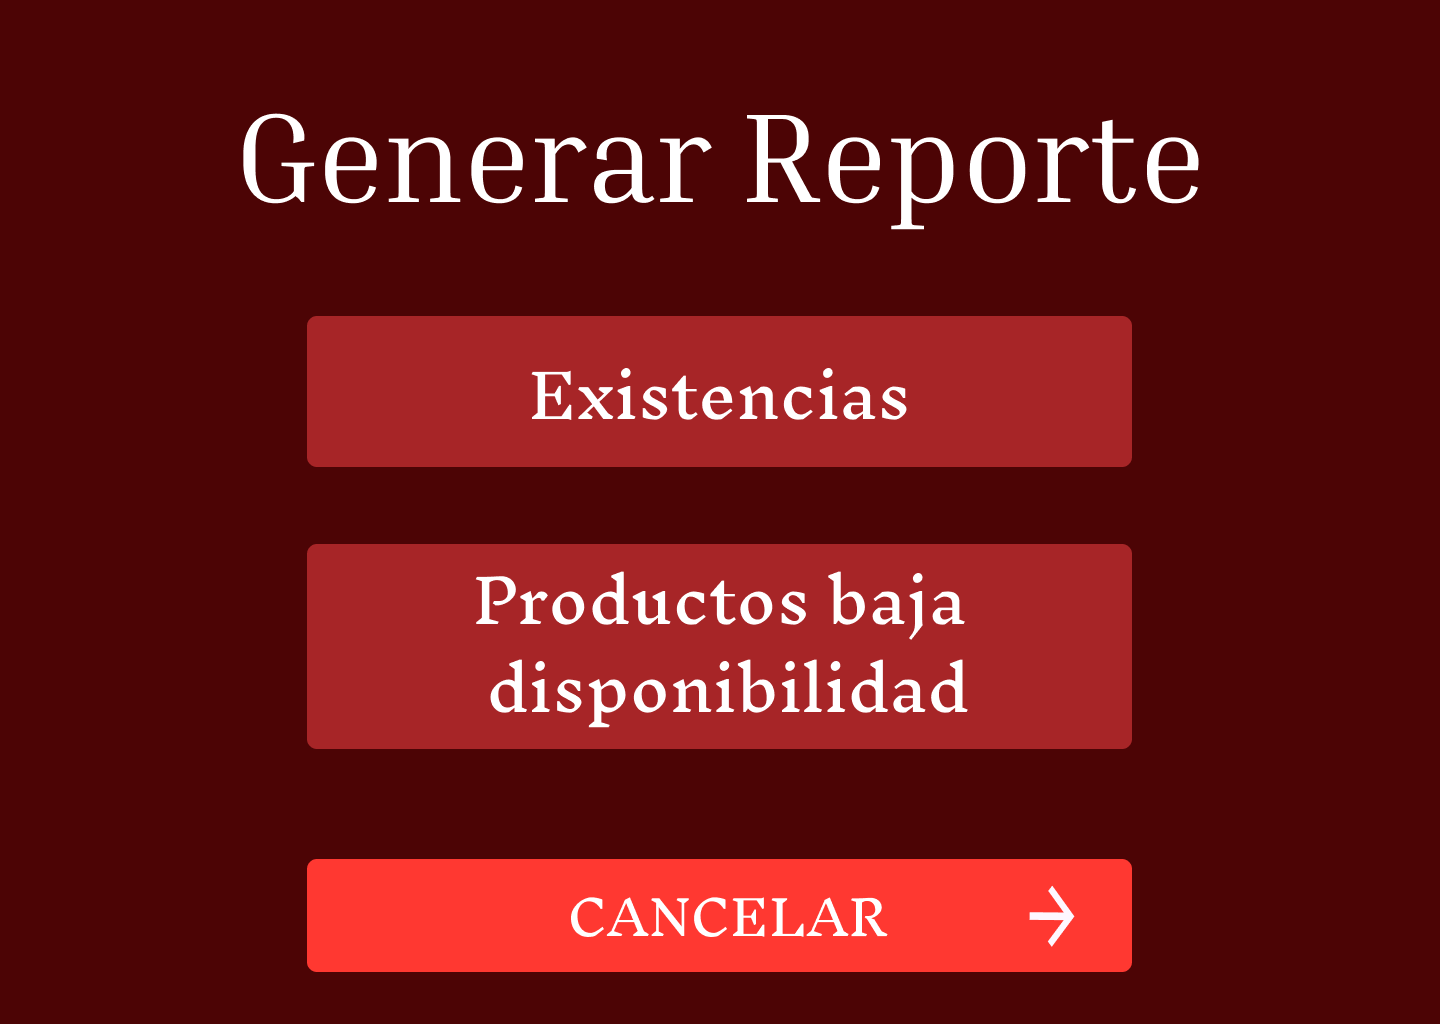 Generar Reporte
Existencias
Productos baja
disponibilidad
CANCELAR